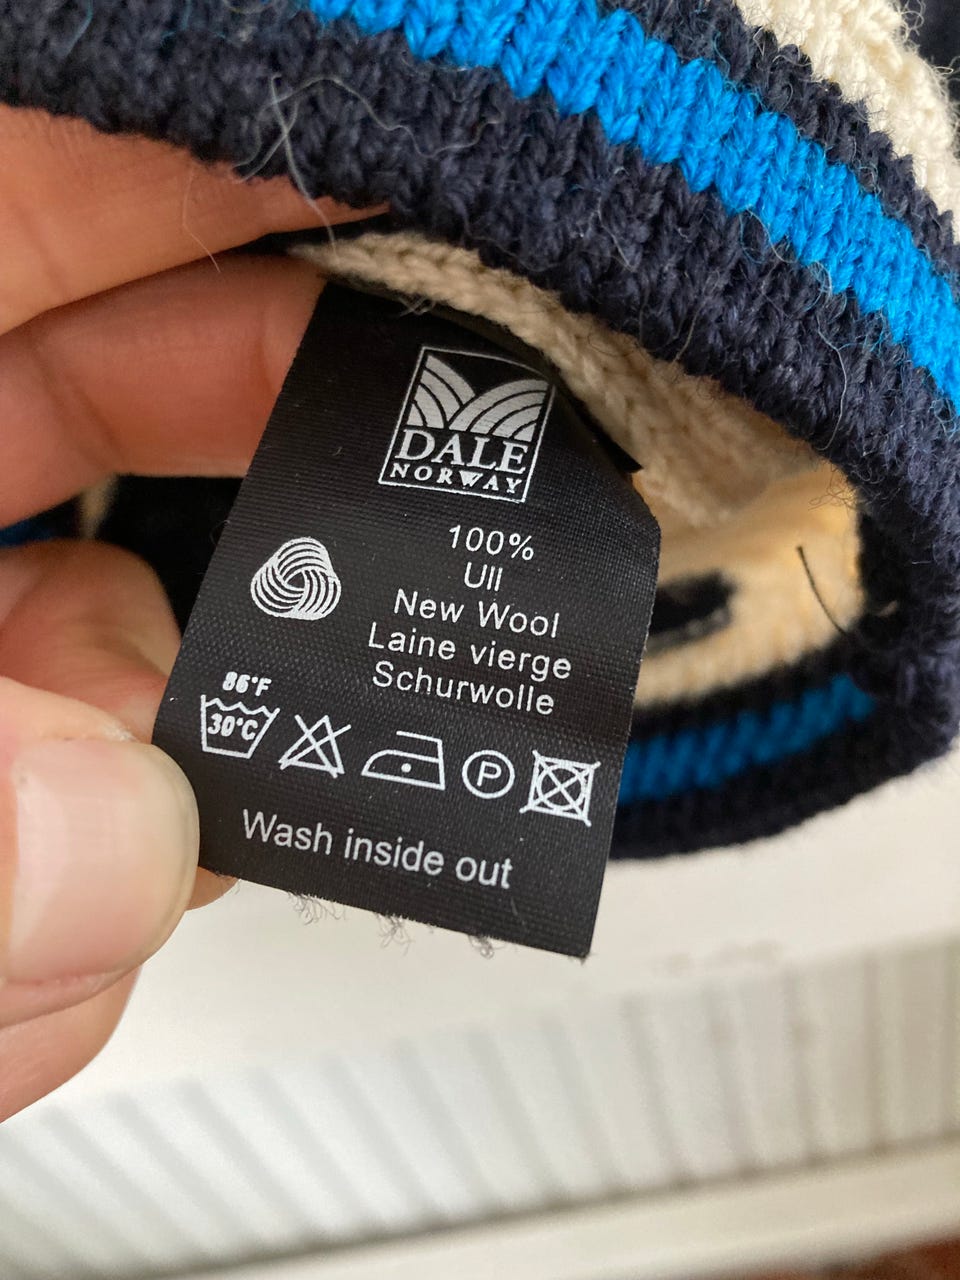 DALE
NORWAY
100%
Ull
New Wool
Laine vierge
Schurwolle
86°F
30°C
P
Wash inside out